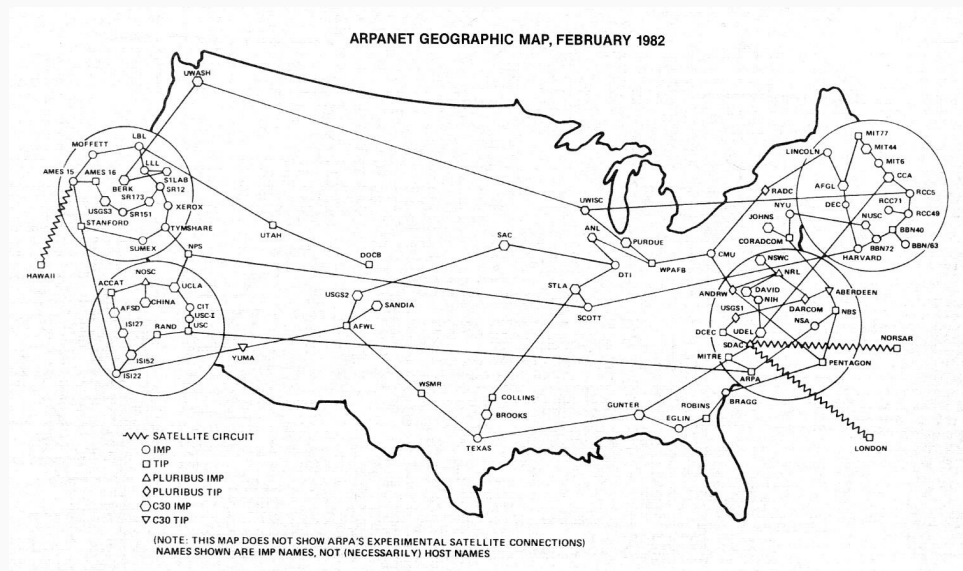 ARPANET GEOGRAPHIC MAP, FEBRUARY 1982
UWASH
MOFFETT
LBL
LLL
AMES 15
AMES 16
S1LAB
BERK
SR12
SR173
USGS3
SR151
XEROX
STANFORD
TYMSHARE
SUMEX
NPS
HAWAII
UTAH
DOCB
ACCAT
NOSC
UCLA
CHINA
AFSD
CIT
USC-I
ISI27
RAND
USC
ISI52
ISI22
YUMA
USGS2
SANDIA
AFWL
WSMR
SAC
STLA
DTI
SCOTT
COLLINS
BROOKS
TEXAS
UWISC
ANL
PURDUE
WPAFB
CMU
GUNTER
EGLIN
ROBINS
BRAGG
LINCOLN
MIT77
MIT44
MIT6
CCA
RADC
AFGL
RCC5
DEC
RCC71
NYU
JOHNS
NUSC
RCC49
BBN40
CORADCOM
BBN72
BBN/63
HARVARD
NSWC
NRL
ANDRW
DAVID
NIH
ABERDEEN
USGS1
DARCOM
NBS
NSA
DCEC
UDEL
SDAC
NORSAR
MITRE
PENTAGON
ARPA
LONDON
SATELLITE CIRCUIT
IMP
TIP
PLURIBUS IMP
PLURIBUS TIP
C30 IMP
C30 TIP
(NOTE: THIS MAP DOES NOT SHOW ARPA'S EXPERIMENTAL SATELLITE CONNECTIONS)
NAMES SHOWN ARE IMP NAMES, NOT (NECESSARILY) HOST NAMES